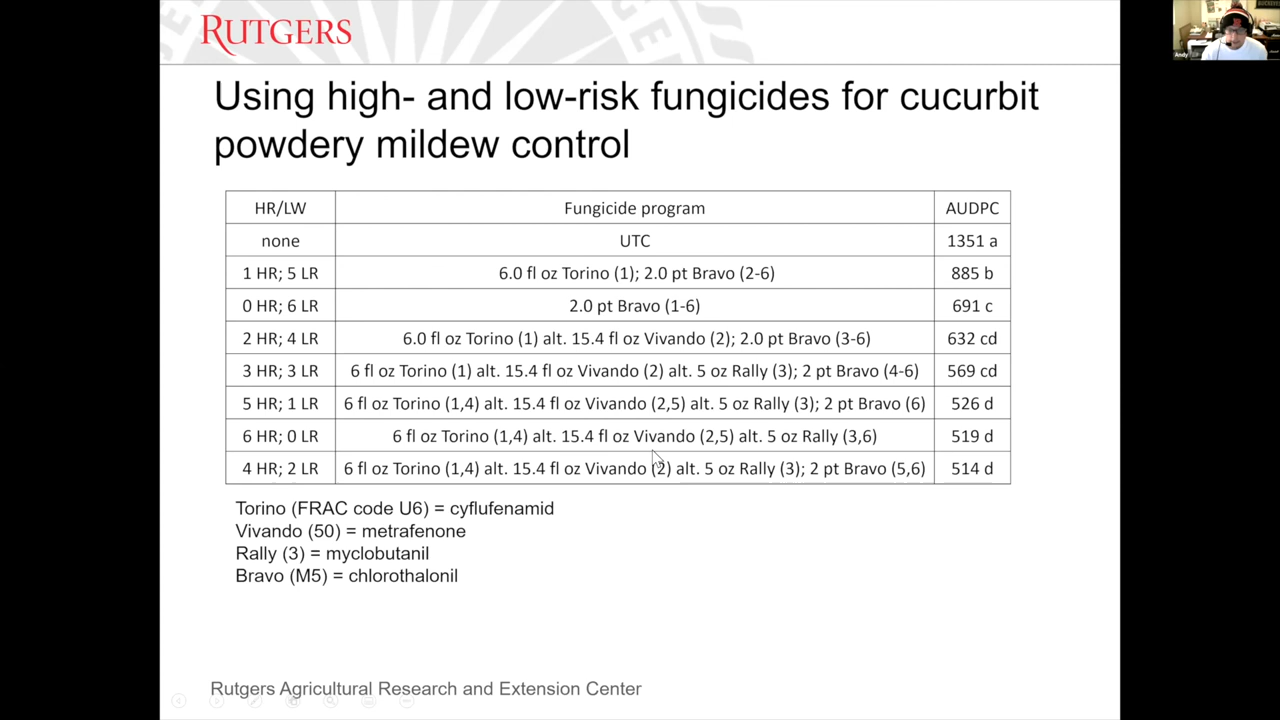 RUTGERS
Andy
Using high- and low-risk fungicides for cucurbit
powdery mildew control
HR/LW Fungicide program AUDPC
none UTC 1351 a
1 HR; 5 LR 6.0 fl oz Torino (1); 2.0 pt Bravo (2-6) 885 b
0 HR; 6 LR 2.0 pt Bravo (1-6) 691 c
2 HR; 4 LR 6.0 fl oz Torino (1) alt. 15.4 fl oz Vivando (2); 2.0 pt Bravo (3-6) 632 cd
3 HR; 3 LR 6 fl oz Torino (1) alt. 15.4 fl oz Vivando (2) alt. 5 oz Rally (3); 2 pt Bravo (4-6) 569 cd
5 HR; 1 LR 6 fl oz Torino (1,4) alt. 15.4 fl oz Vivando (2,5) alt. 5 oz Rally (3); 2 pt Bravo (6) 526 d
6 HR; 0 LR 6 fl oz Torino (1,4) alt. 15.4 fl oz Vivando (2,5) alt. 5 oz Rally (3,6) 519 d
4 HR; 2 LR 6 fl oz Torino (1,4) alt. 15.4 fl oz Vivando (2) alt. 5 oz Rally (3); 2 pt Bravo (5,6) 514 d
Torino (FRAC code U6) = cyflufenamid
Vivando (50) = metrafenone
Rally (3) = myclobutanil
Bravo (M5) = chlorothalonil
Rutgers Agricultural Research and Extension Center